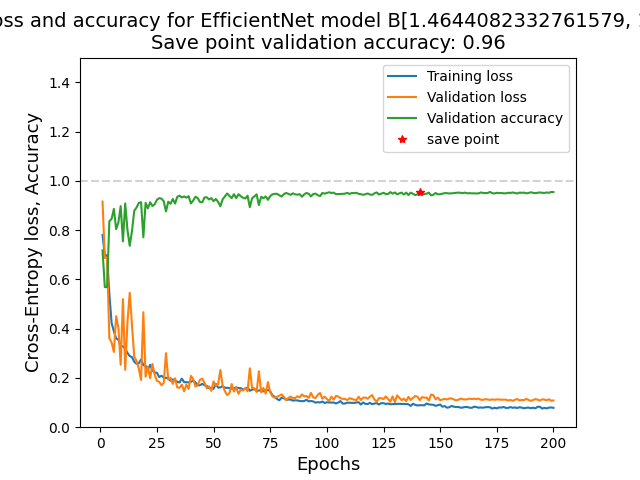 oss and accuracy for EfficientNet model B[1.4644082332761579,
Save point validation accuracy: 0.96
Training loss
Validation loss
Validation accuracy
save point
Cross-Entropy loss, Accuracy
1.4
1.2
1.0
0.8
0.6
0.4
0.2
0.0
0 25 50 75 100 125 150 175 200
Epochs